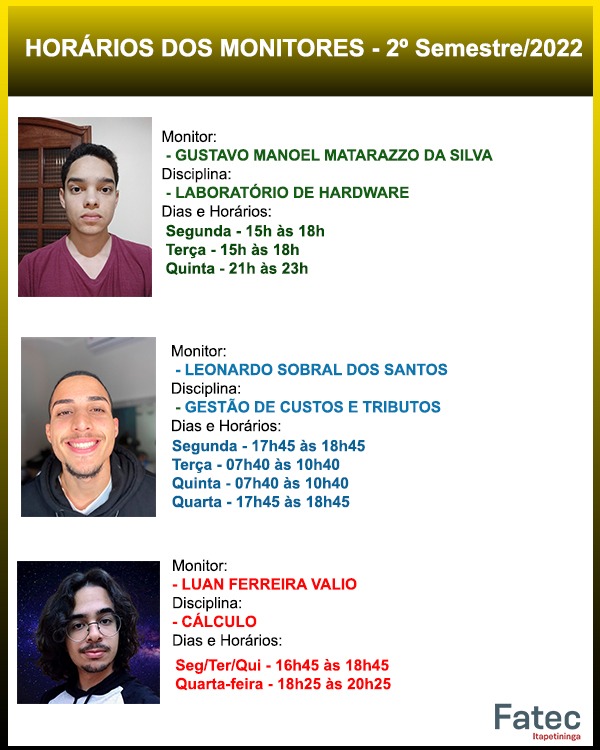 HORÁRIOS DOS MONITORES - 2º Semestre/2022
Monitor:
- GUSTAVO MANOEL MATARAZZO DA SILVA
Disciplina:
- LABORATÓRIO DE HARDWARE
Dias e Horários:
Segunda - 15h às 18h
Terça - 15h às 18h
Quinta - 21h às 23h
Monitor:
- LEONARDO SOBRAL DOS SANTOS
Disciplina:
- GESTÃO DE CUSTOS E TRIBUTOS
Dias e Horários:
Segunda - 17h45 às 18h45
Terça - 07h40 às 10h40
Quinta - 07h40 às 10h40
Quarta - 17h45 às 18h45
Monitor:
- LUAN FERREIRA VALIO
Disciplina:
- CÁLCULO
Dias e Horários:
Seg/Ter/Qui - 16h45 às 18h45
Quarta-feira - 18h25 às 20h25
Fatec
Itapetininga